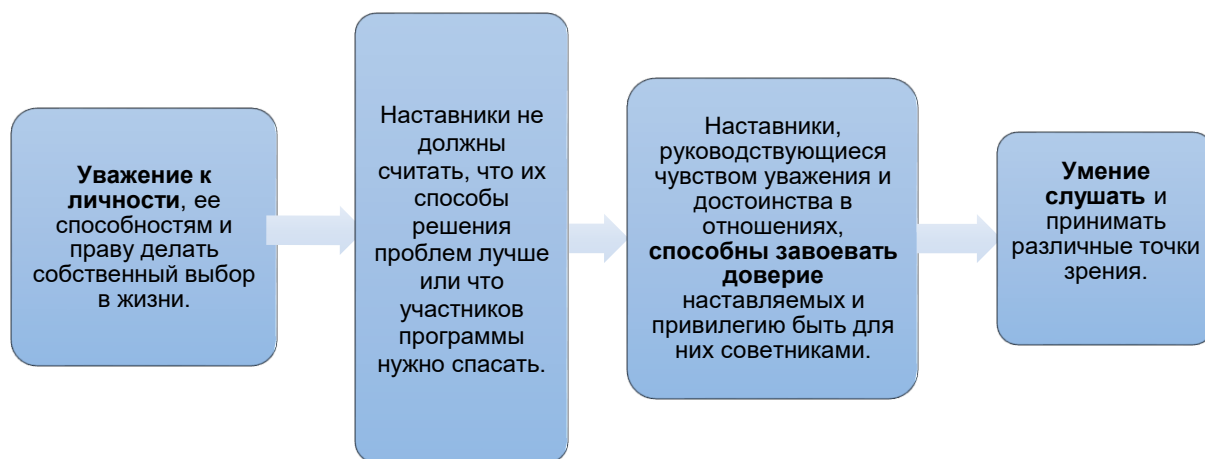 Уважение к
личности, ее
способностям и
праву делать
собственный выбор
в жизни.
Наставники не
должны
считать, что их
способы
решения
проблем лучше
или что
участников
программы
нужно спасать.
Наставники,
руководствующиеся
чувством уважения и
достоинства в
отношениях,
способны завоевать
доверие
наставляемых и
привилегию быть для
них советниками.
Умение
слушать и
принимать
различные точки
зрения.